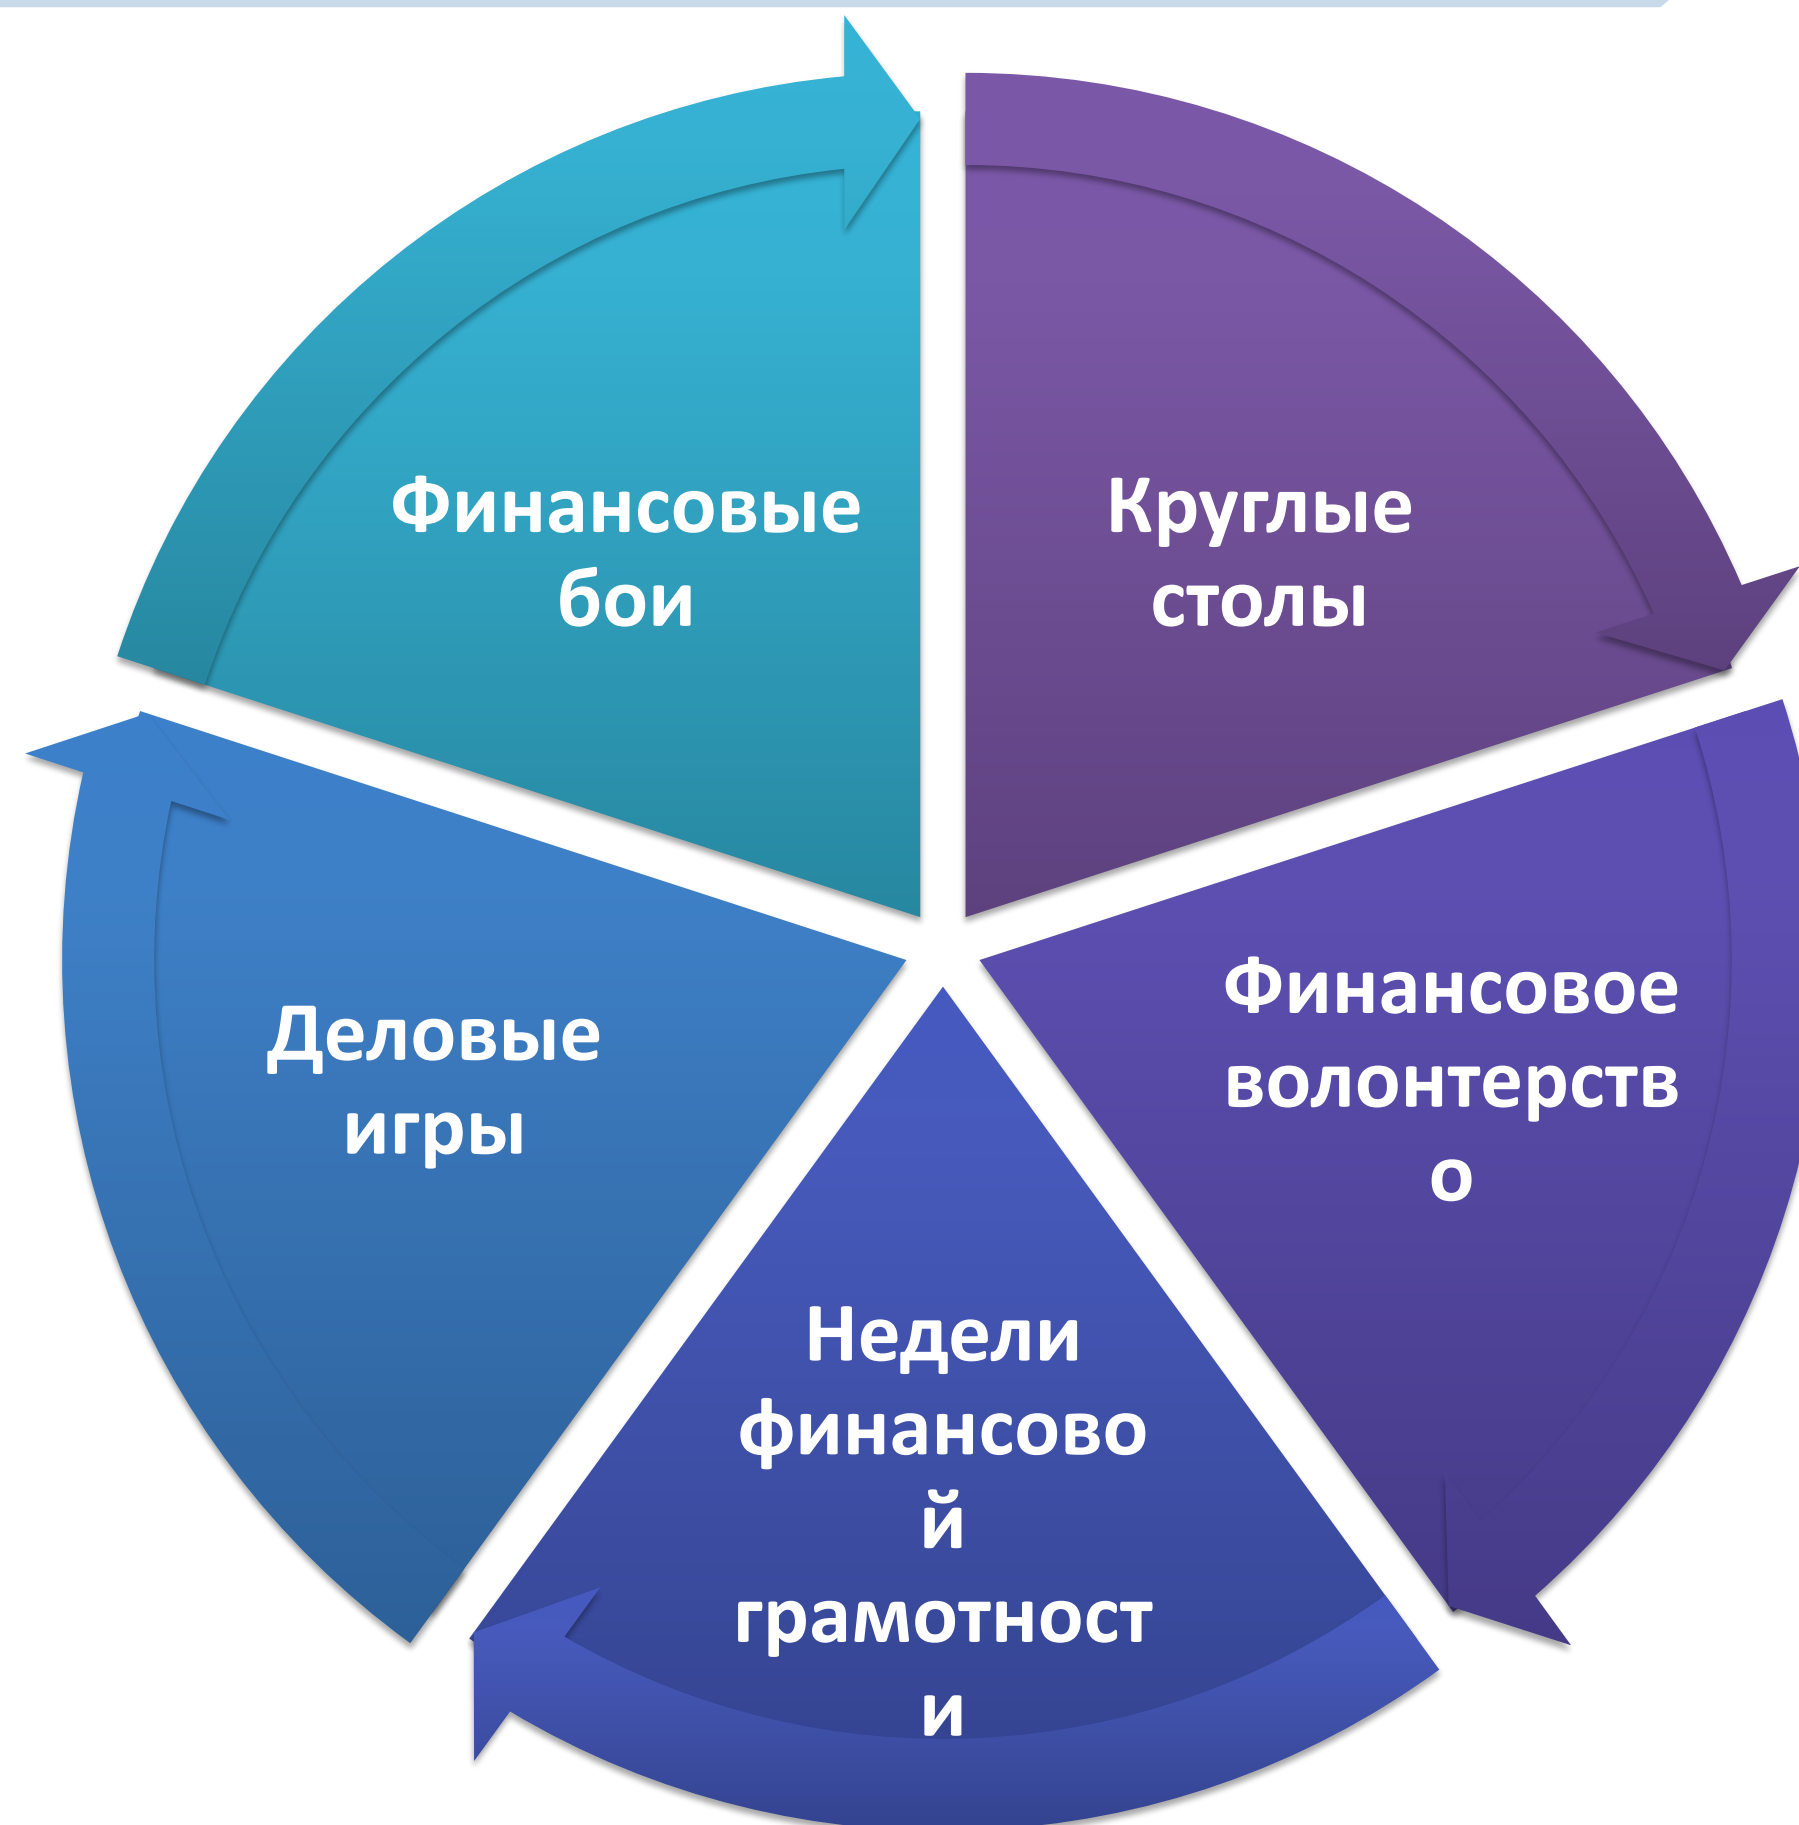 Финансовые
бои
Круглые
столы
Финансовое
волонтерств
о
Недели
финансово
й
грамотност
и
Деловые
игры